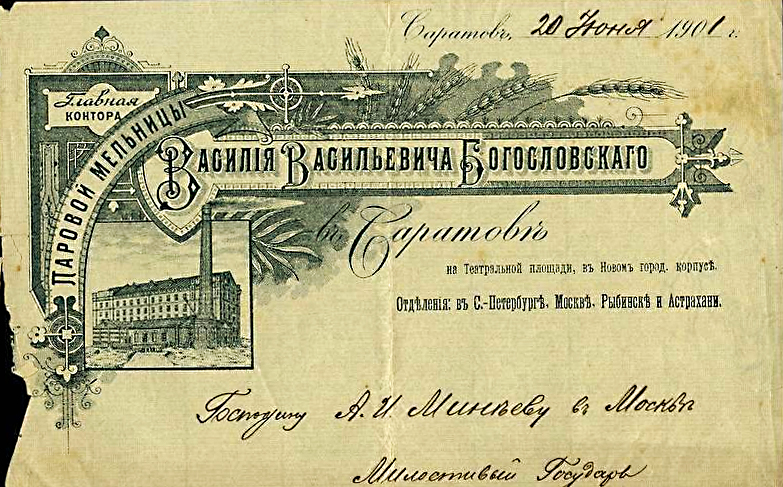 Саратовъ, 20 Июня 1901 г.
Главная
КОНТОРА
ПАРОВОЙ МЕЛЬНИЦЫ
ВАСИЛІЯ ВАСИЛЬЕВИЧА БОГОСЛОВСКАГО
въ Саратовѣ
на Театральной площади, въ Новомъ город. корпусѣ.
Отдѣленія: въ С.-Петербургѣ, Москвѣ, Рыбинскѣ и Астрахани.
Господину А. И. Минѣеву въ Москвѣ
Милостивый Государь